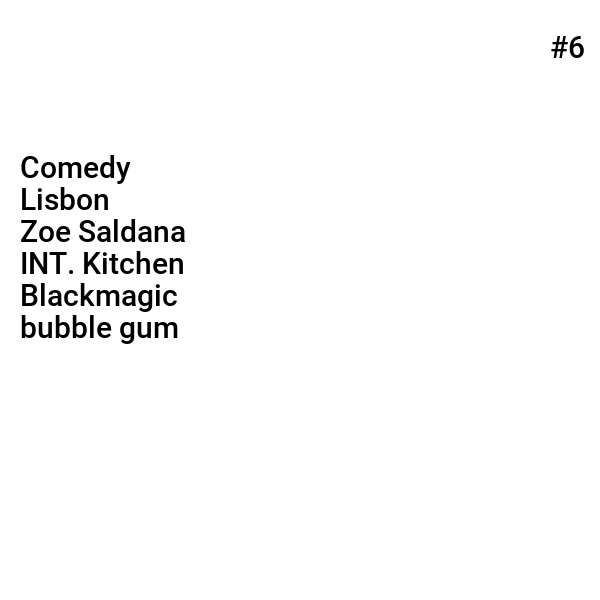 #6
Comedy
Lisbon
Zoe Saldana
INT. Kitchen
Blackmagic
bubble gum